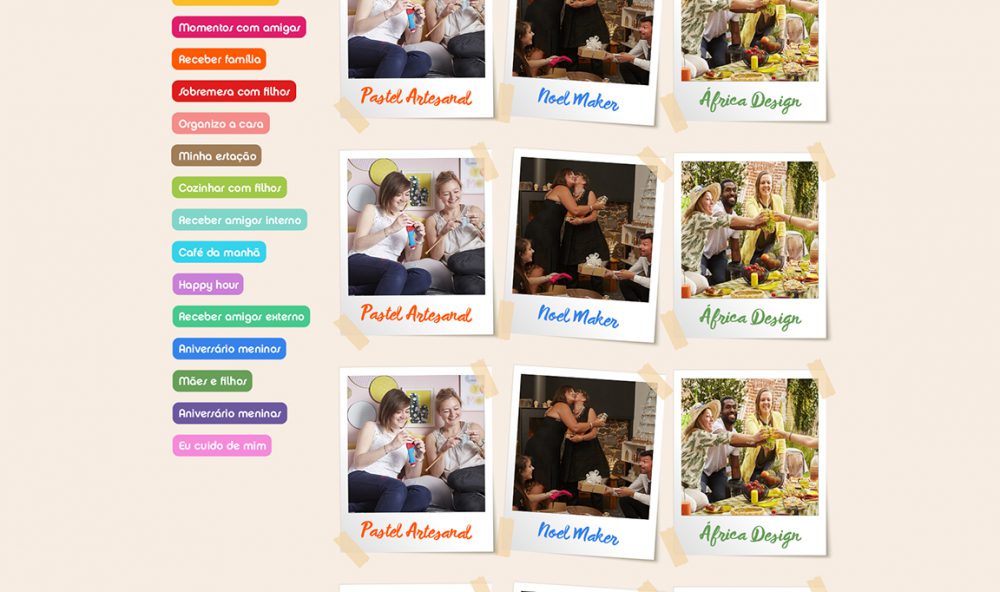 Momentos com amigas
Receber família
Sobremesa com filhos
Organizo a casa
Minha estação
Cozinhar com filhos
Receber amigos interno
Café da manhã
Happy hour
Receber amigos externo
Aniversário meninos
Mães e filhos
Aniversário meninas
Eu cuido de mim
Pastel Artesanal
Noel Maker
África Design
Pastel Artesanal
Noel Maker
África Design
Pastel Artesanal
Noel Maker
África Design